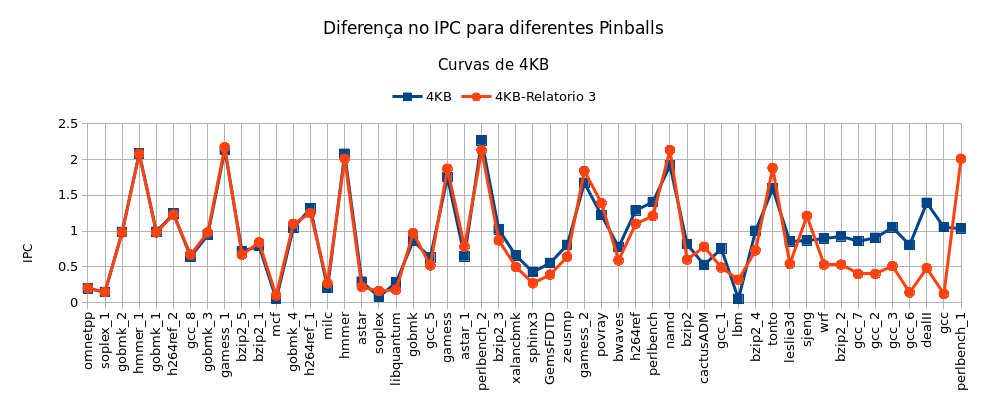 Diferença no IPC para diferentes Pinballs
Curvas de 4KB
4KB
4KB-Relatorio 3
IPC
2.5
2
1.5
1
0.5
0
omnetpp
soplex_1
gobmk_2
hmmer_1
gobmk_1
h264ref_2
gcc_8
gobmk_3
gamess_1
bzip2_5
bzip2_1
mcf
gobmk_4
h264ref_1
milc
hmmer
astar
soplex
libquantum
gobmk
gcc_5
gamess
astar_1
perlbench_2
bzip2_3
xalancbmk
sphinx3
GemsFDTD
zeusmp
gamess_2
povray
bwaves
h264ref
perlbench
namd
bzip2
cactusADM
gcc_1
lbm
bzip2_4
tonto
leslie3d
sjeng
wrf
bzip2_2
gcc_7
gcc_2
gcc_3
gcc_6
dealII
gcc
perlbench_1